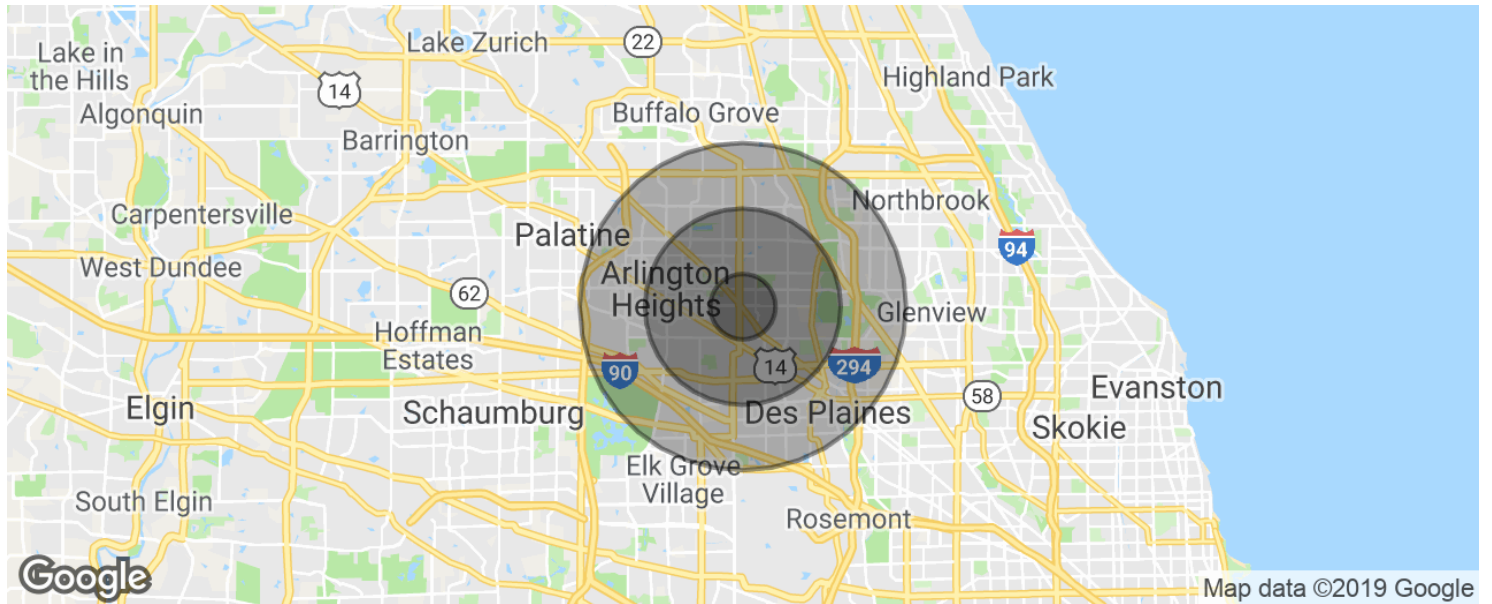 Lake in
the Hills
Lake Zurich
22
Highland Park
14
Algonquin
Buffalo Grove
Barrington
Northbrook
Carpentersville
Palatine
94
West Dundee
Arlington
Heights
62
Glenview
Hoffman
Estates
90
14
294
58
Evanston
Elgin
Schaumburg
Des Plaines
Skokie
Elk Grove
Village
South Elgin
Rosemont
Google
Map data ©2019 Google